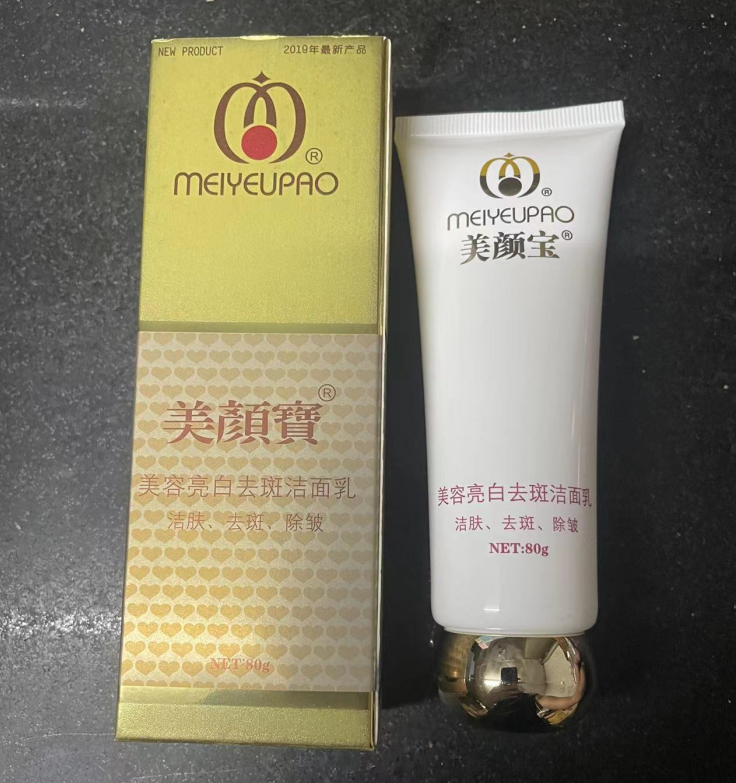 NEW PRODUCT 2019年最新产品
®
MEIYEUPAO
美顏寶®
美容亮白去斑洁面乳
洁肤、去斑、除皱
NET:80g
®
MEIYEUPAO
美颜宝®
美容亮白去斑洁面乳
洁肤、去斑、除皱
NET:80g